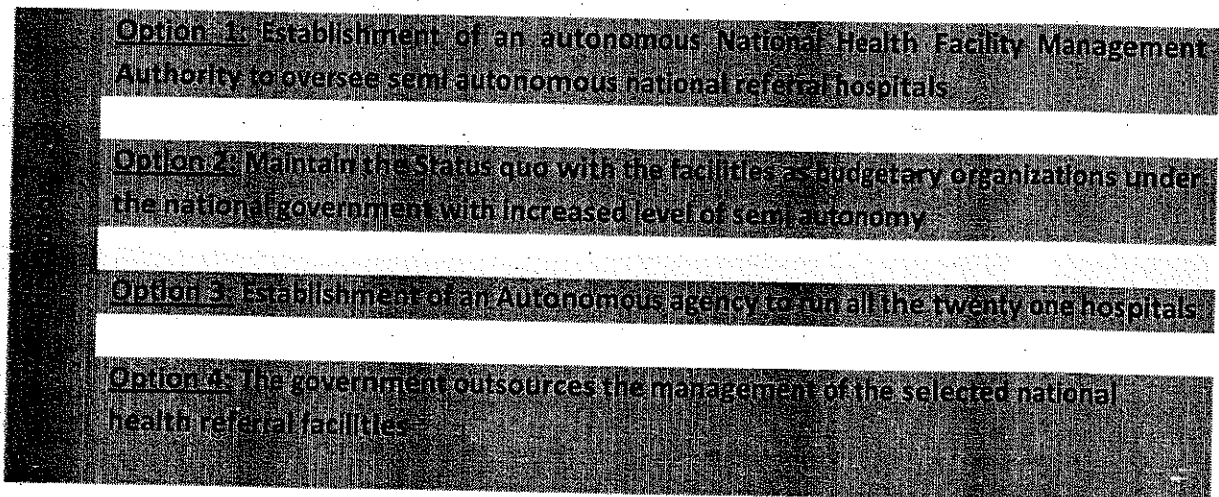 Option 1: Establishment of an autonomous National Health Facility Management
Authority to oversee semi autonomous national referral hospitals
Option 2: Maintain the Status quo with the facilities as budgetary organizations under
the national government with increased level of semi autonomy
Option 3: Establishment of an Autonomous agency to run all the twenty one hospitals
Option 4: The government outsources the management of the selected national
health referral facilities